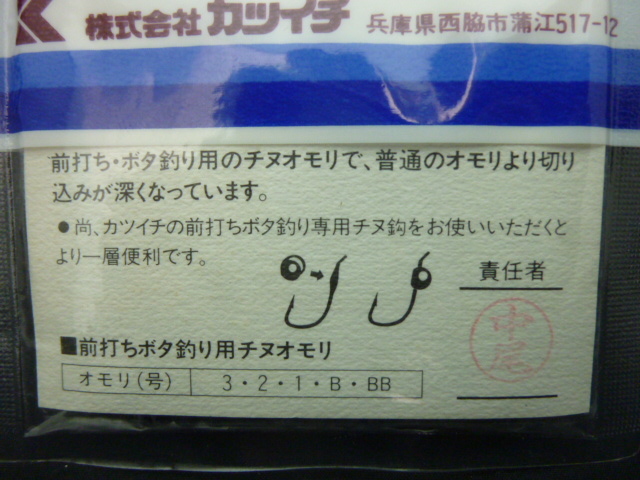 株式会社 カツイチ 兵庫県西脇市蒲江517-12
前打ち・ボタ釣り用のチヌオモリで、普通のオモリより切り
込みが深くなっています。
●尚、カツイチの前打ちボタ釣り専用チヌ鈎をお使いいただくと
より一層便利です。
責任者
中尾
■前打ちボタ釣り用チヌオモリ
オモリ(号) 3・2・1・B・BB